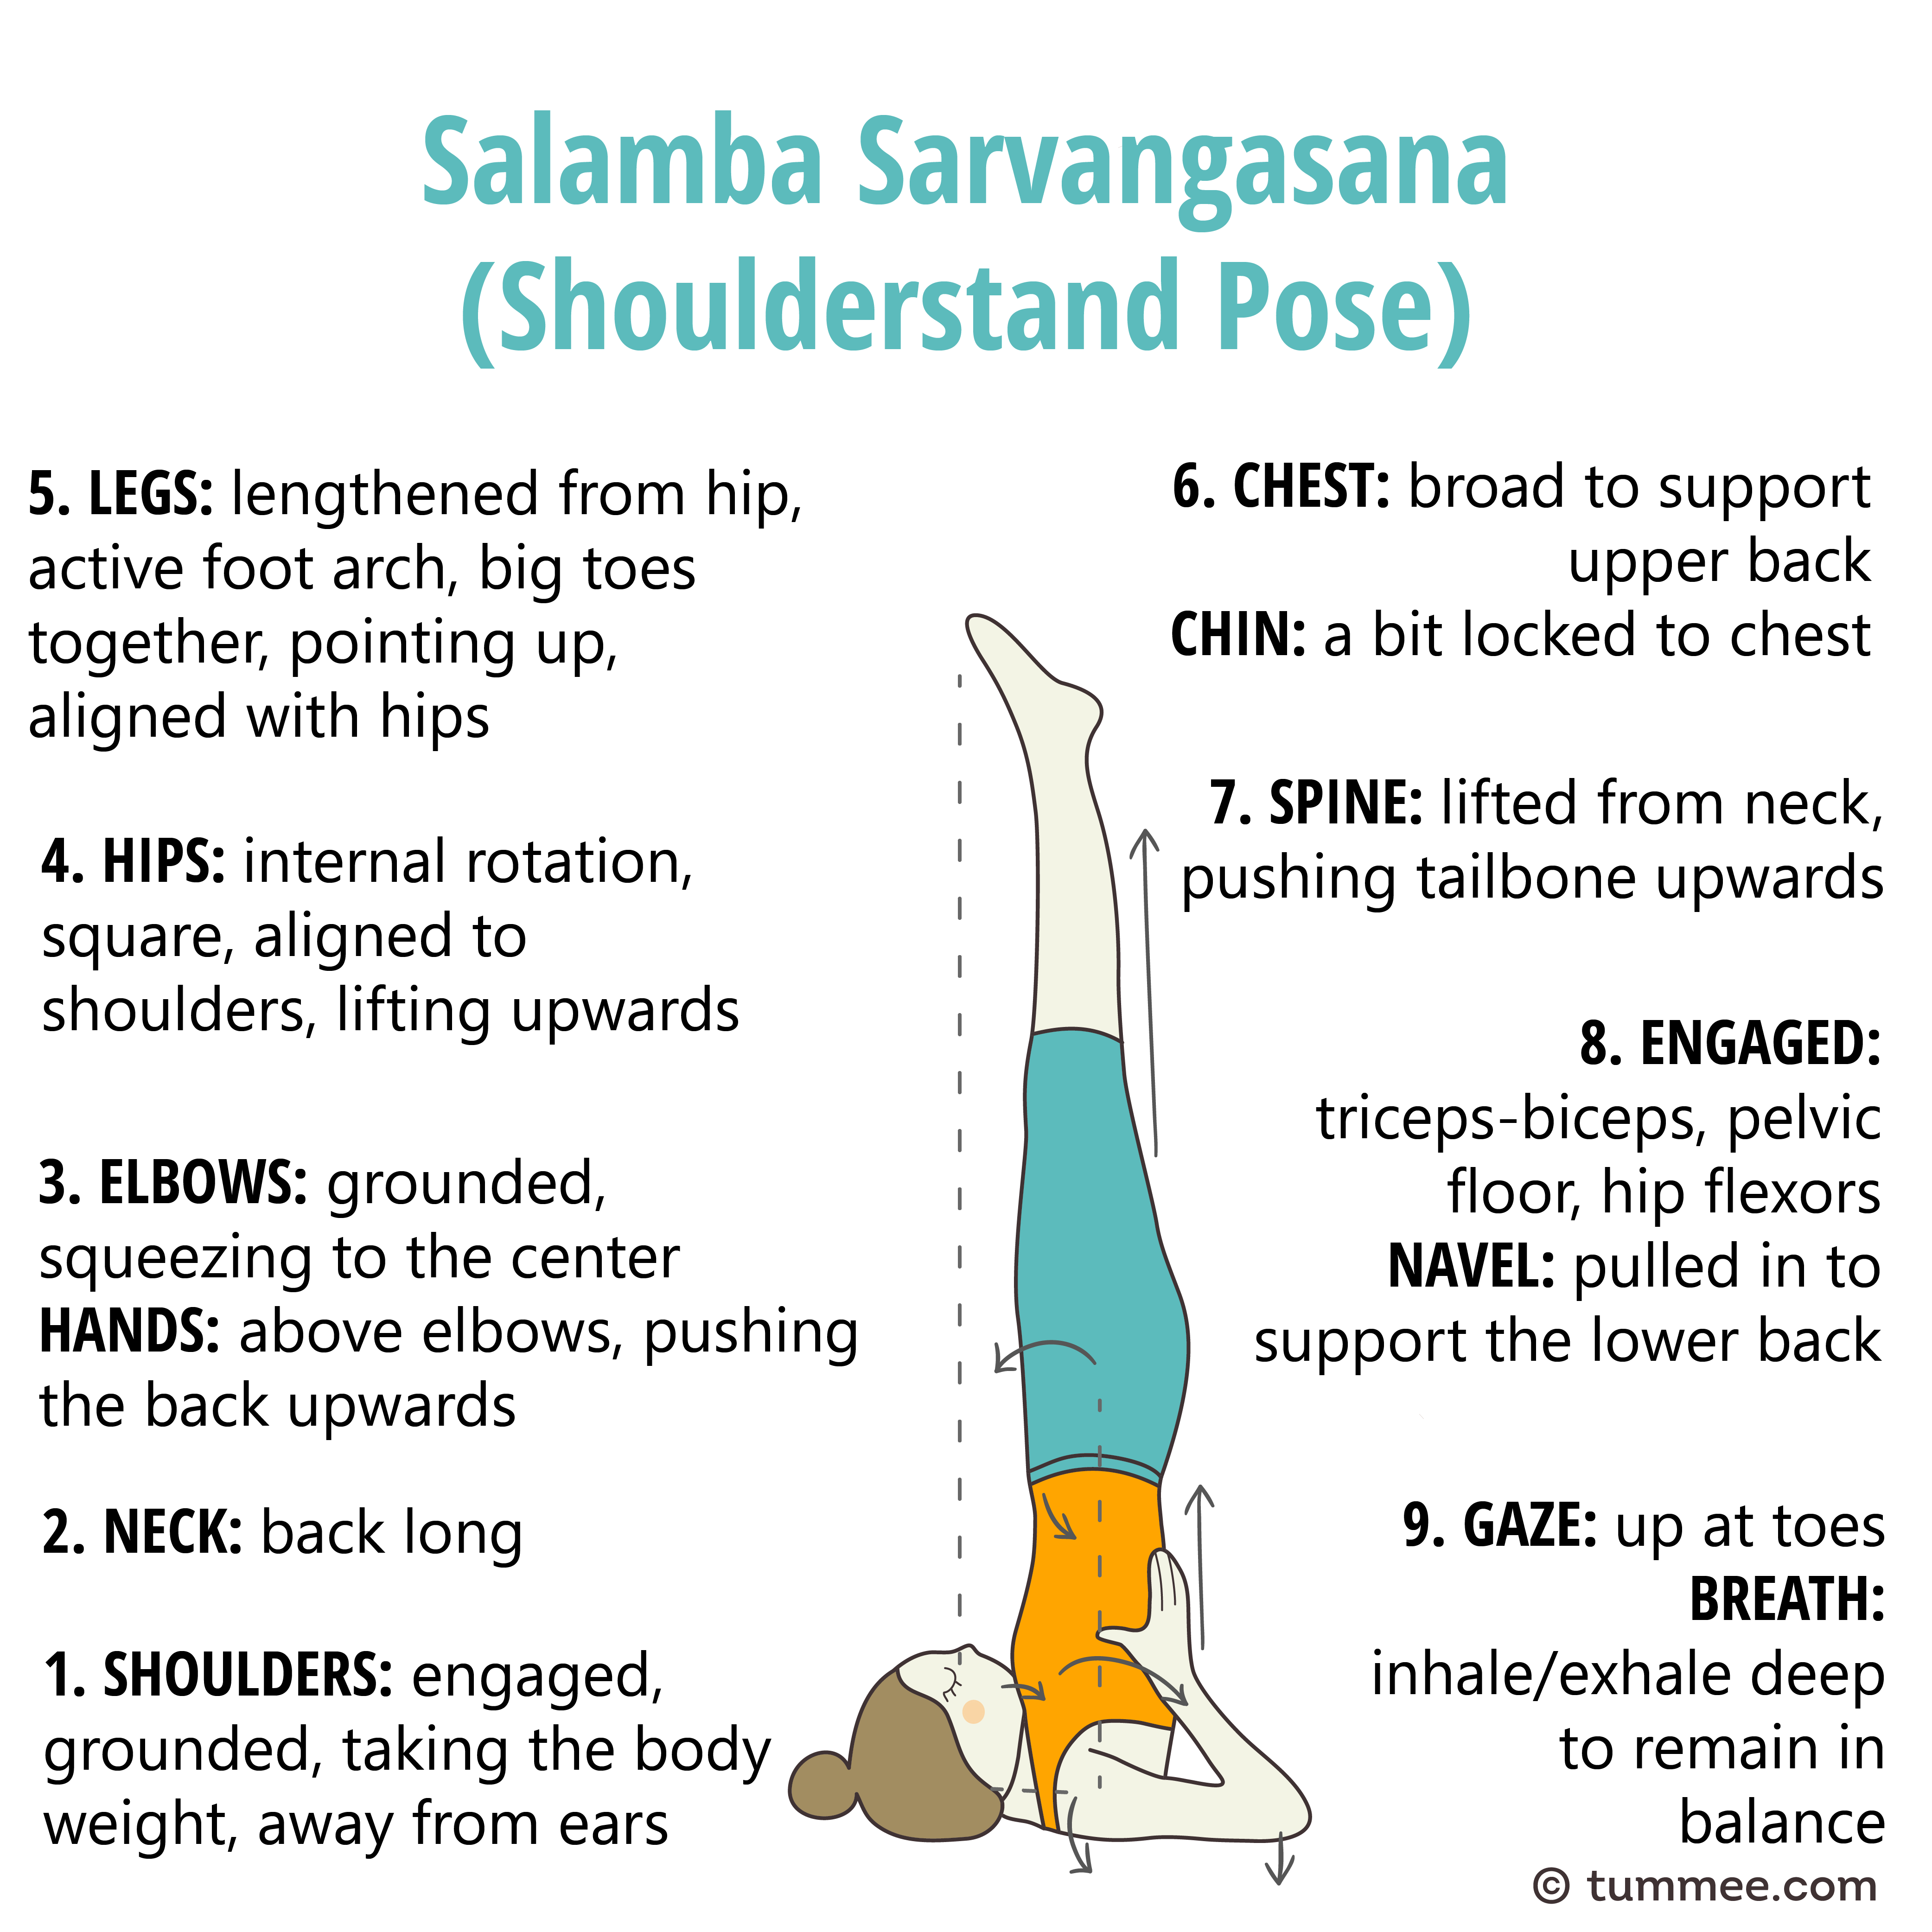 Salamba Sarvangasana
(Shoulderstand Pose)
5. LEGS: lengthened from hip,
active foot arch, big toes
together, pointing up,
aligned with hips
4. HIPS: internal rotation,
square, aligned to
shoulders, lifting upwards
3. ELBOWS: grounded,
squeezing to the center
HANDS: above elbows, pushing
the back upwards
2. NECK: back long
1. SHOULDERS: engaged,
grounded, taking the body
weight, away from ears
6. CHEST: broad to support
upper back
CHIN: a bit locked to chest
7. SPINE: lifted from neck,
pushing tailbone upwards
8. ENGAGED:
triceps-biceps, pelvic
floor, hip flexors
NAVEL: pulled in to
support the lower back
9. GAZE: up at toes
BREATH:
inhale/exhale deep
to remain in
balance
© tummee.com